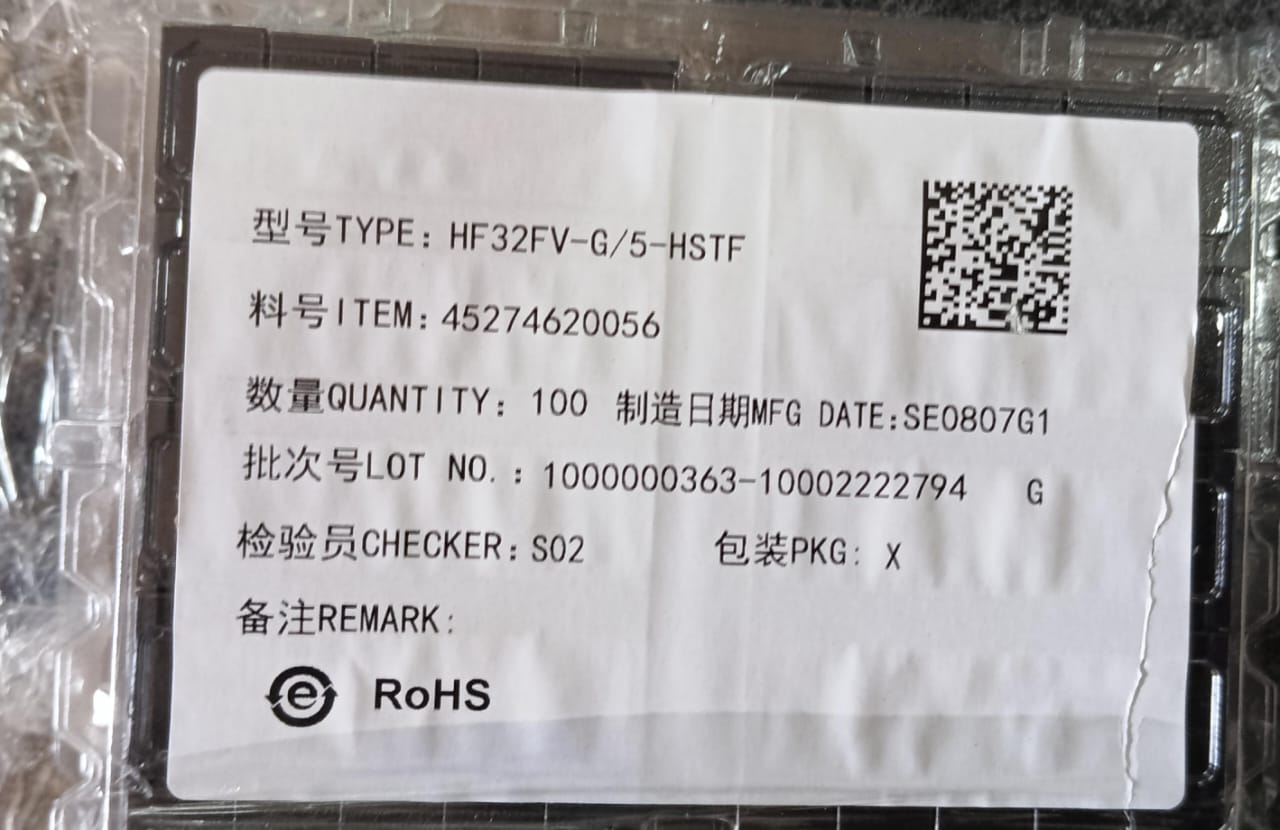 型号TYPE: HF32FV-G/5-HSTF
料号ITEM: 45274620056
数量QUANTITY: 100 制造日期MFG DATE:SE0807G1
批次号LOT NO.: 1000000363-10002222794 G
检验员CHECKER: S02 包装PKG: X
备注REMARK:
e RoHS